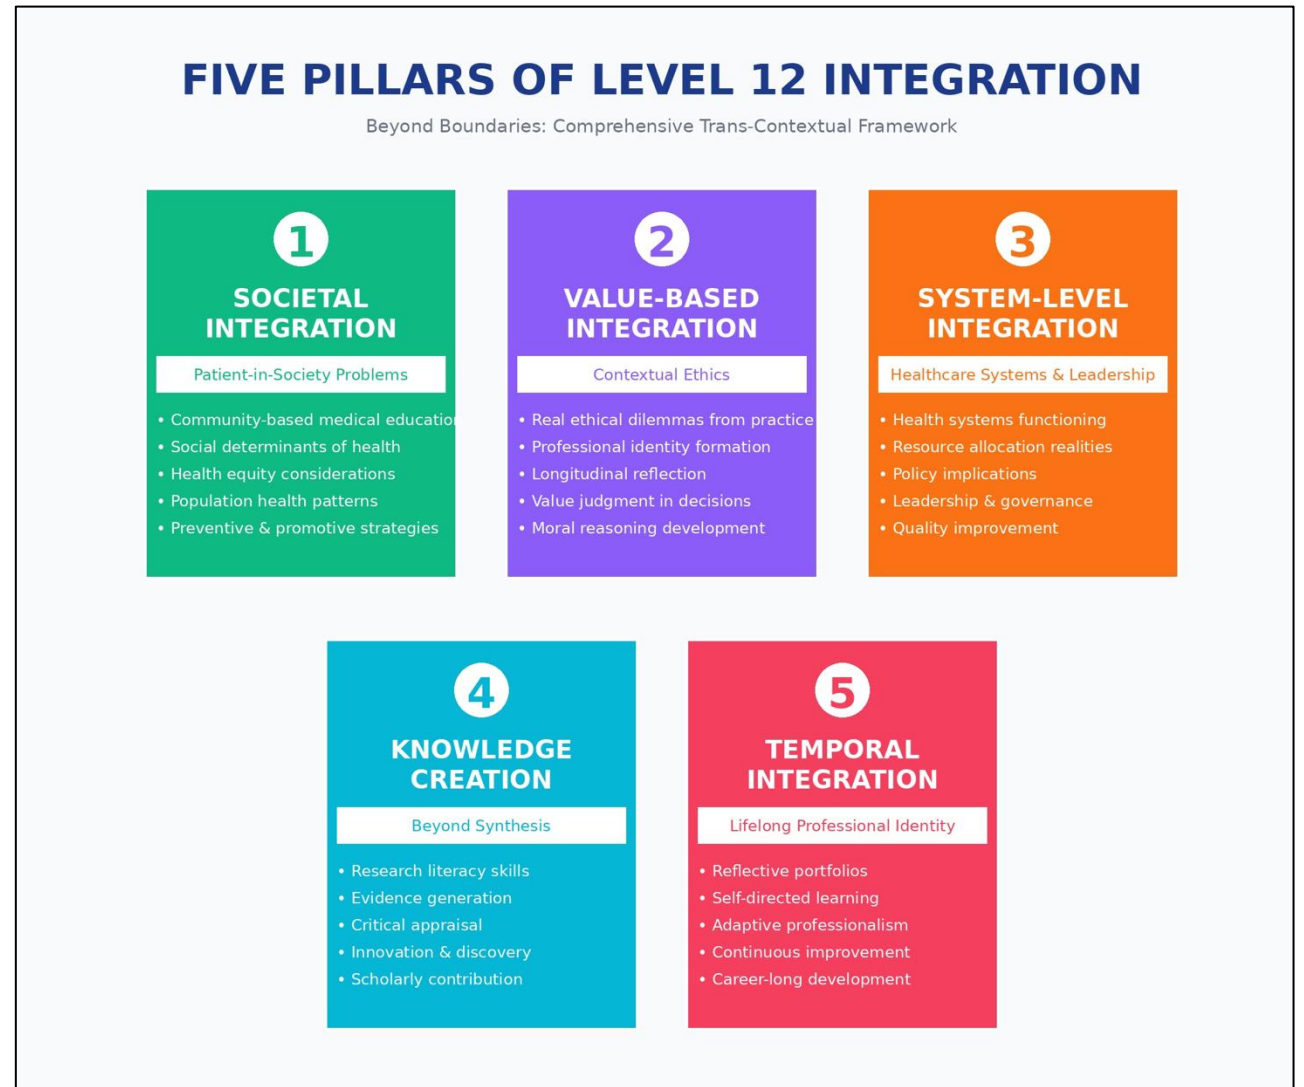 FIVE PILLARS OF LEVEL 12 INTEGRATION
Beyond Boundaries: Comprehensive Trans-Contextual Framework
1
SOCIETAL
INTEGRATION
Patient-in-Society Problems
• Community-based medical education
• Social determinants of health
• Health equity considerations
• Population health patterns
• Preventive & promotive strategies
2
VALUE-BASED
INTEGRATION
Contextual Ethics
• Real ethical dilemmas from practice
• Professional identity formation
• Longitudinal reflection
• Value judgment in decisions
• Moral reasoning development
3
SYSTEM-LEVEL
INTEGRATION
Healthcare Systems & Leadership
• Health systems functioning
• Resource allocation realities
• Policy implications
• Leadership & governance
• Quality improvement
4
KNOWLEDGE
CREATION
Beyond Synthesis
• Research literacy skills
• Evidence generation
• Critical appraisal
• Innovation & discovery
• Scholarly contribution
5
TEMPORAL
INTEGRATION
Lifelong Professional Identity
• Reflective portfolios
• Self-directed learning
• Adaptive professionalism
• Continuous improvement
• Career-long development